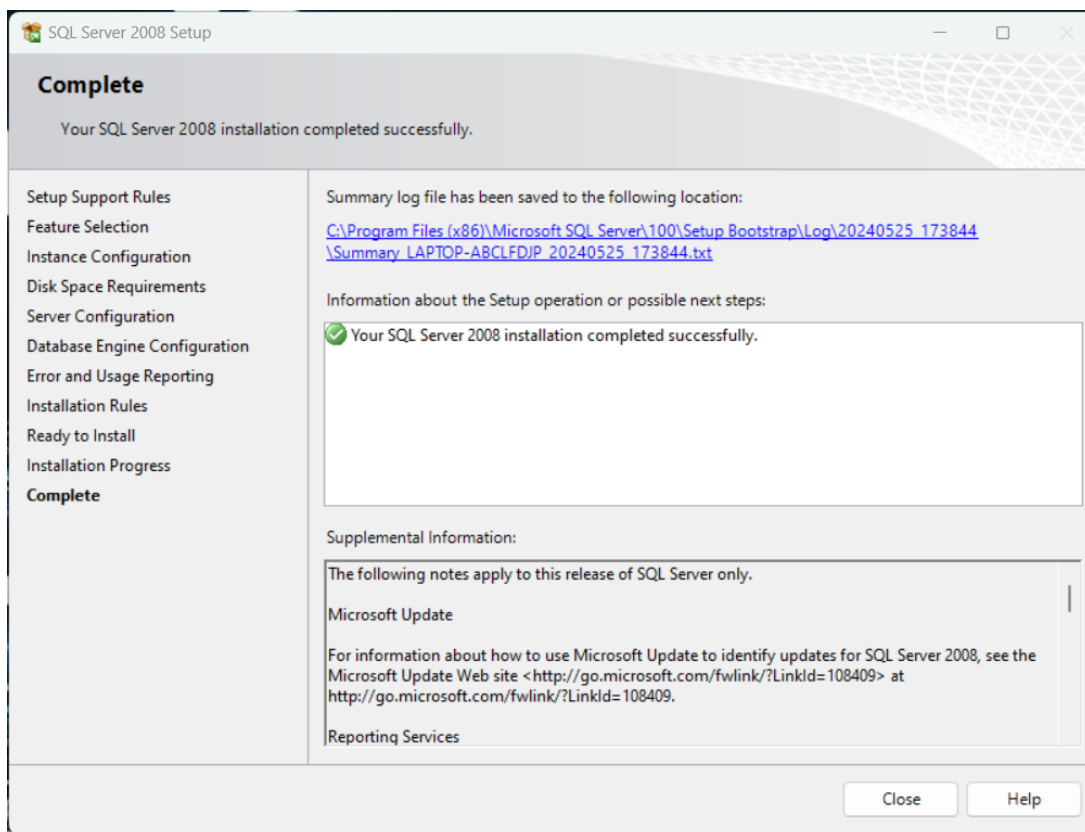 SQL Server 2008 Setup
Complete
Your SQL Server 2008 installation completed successfully.
Setup Support Rules
Feature Selection
Instance Configuration
Disk Space Requirements
Server Configuration
Database Engine Configuration
Error and Usage Reporting
Installation Rules
Ready to Install
Installation Progress
Complete
Summary log file has been saved to the following location:
C:\Program Files (x86)\Microsoft SQL Server\100\Setup Bootstrap\Log\20240525_173844
\Summary_LAPTOP-ABCLFDJP_20240525_173844.txt
Information about the Setup operation or possible next steps:
Your SQL Server 2008 installation completed successfully.
Supplemental Information:
The following notes apply to this release of SQL Server only.
Microsoft Update
For information about how to use Microsoft Update to identify updates for SQL Server 2008, see the
Microsoft Update Web site <http://go.microsoft.com/fwlink/?LinkId=108409> at
http://go.microsoft.com/fwlink/?LinkId=108409.
Reporting Services
Close
Help